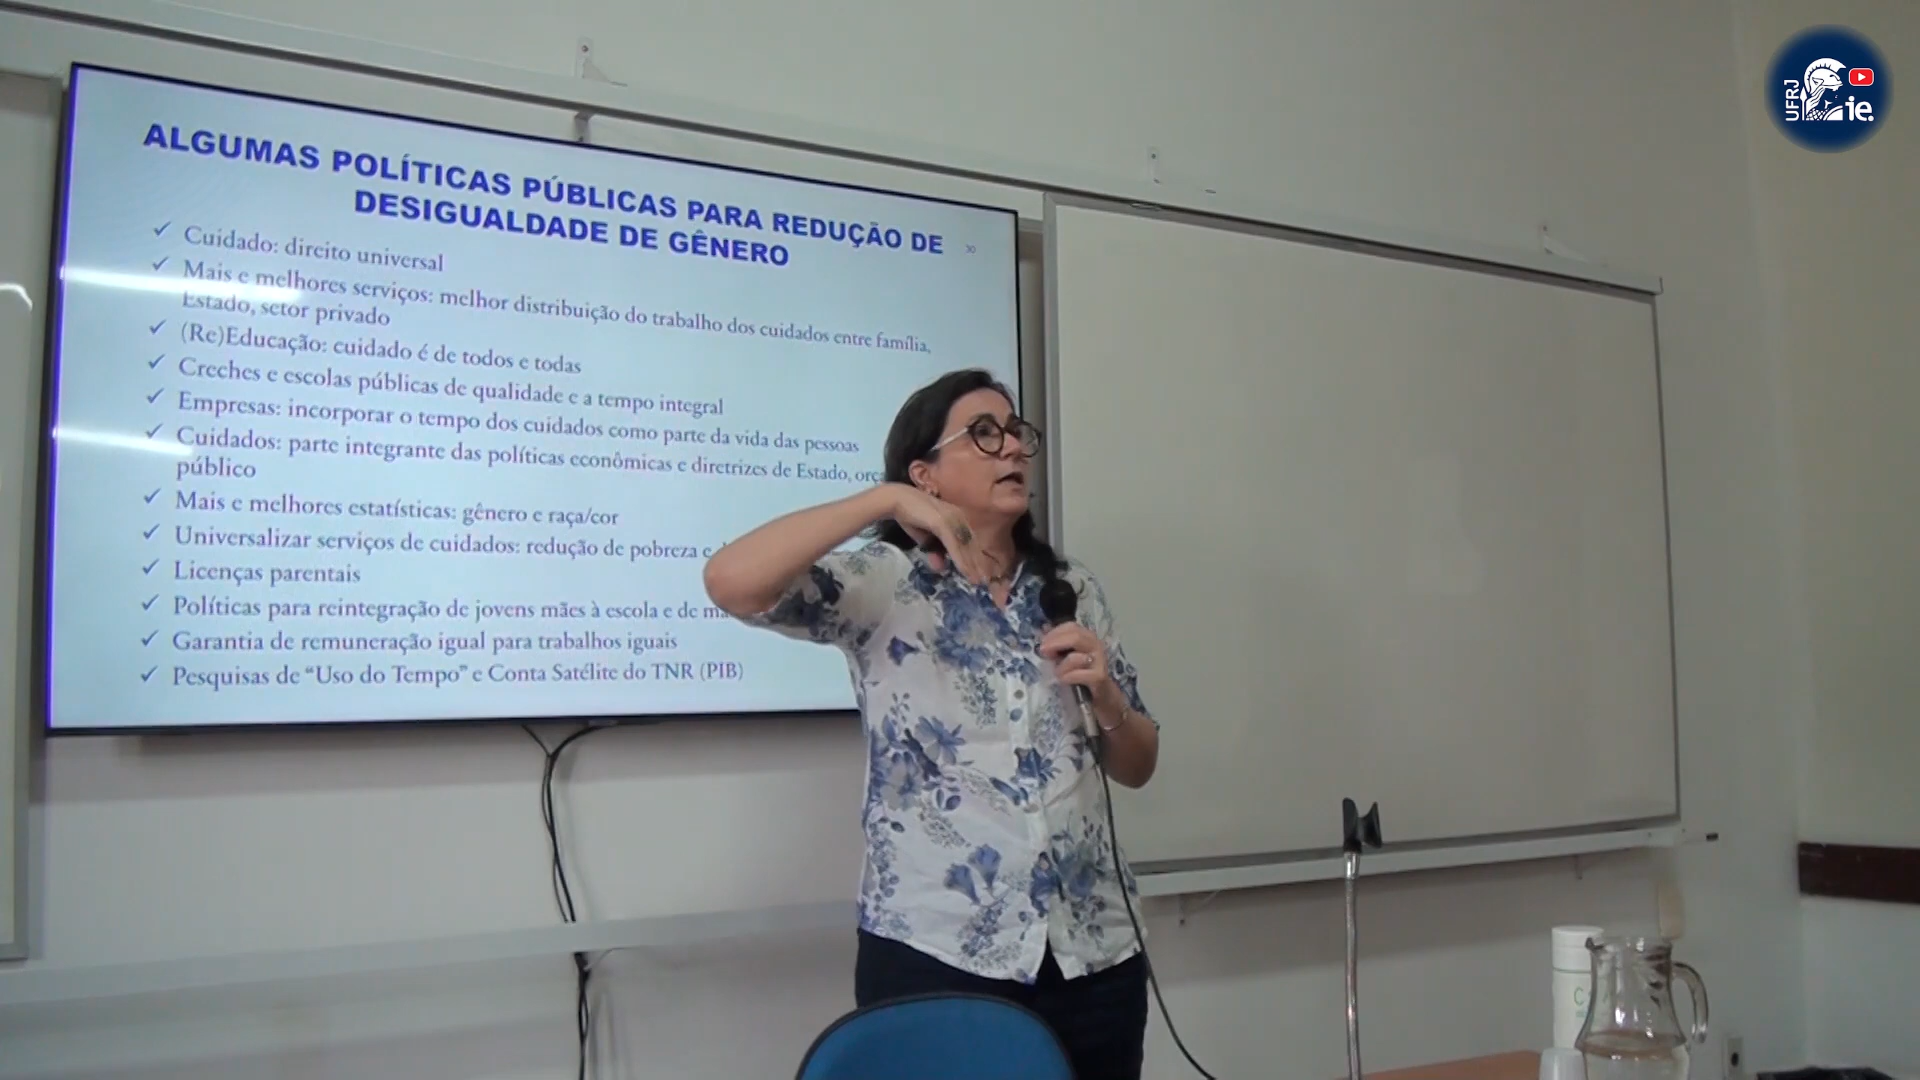 ALGUMAS POLÍTICAS PÚBLICAS PARA REDUÇÃO DE
DESIGUALDADE DE GÊNERO
30
✓ Cuidado: direito universal
✓ Mais e melhores serviços: melhor distribuição do trabalho dos cuidados entre família,
Estado, setor privado
✓ (Re)Educação: cuidado é de todos e todas
✓ Creches e escolas públicas de qualidade e a tempo integral
✓ Empresas: incorporar o tempo dos cuidados como parte da vida das pessoas
✓ Cuidados: parte integrante das políticas econômicas e diretrizes de Estado,
público
✓ Mais e melhores estatísticas: gênero e raça/cor
✓ Universalizar serviços de cuidados: redução de pobreza e
✓ Licenças parentais
✓ Políticas para reintegração de jovens mães à escola e de
✓ Garantia de remuneração igual para trabalhos iguais
✓ Pesquisas de “Uso do Tempo” e Conta Satélite do TNR (PIB)
UFRJ
ie.